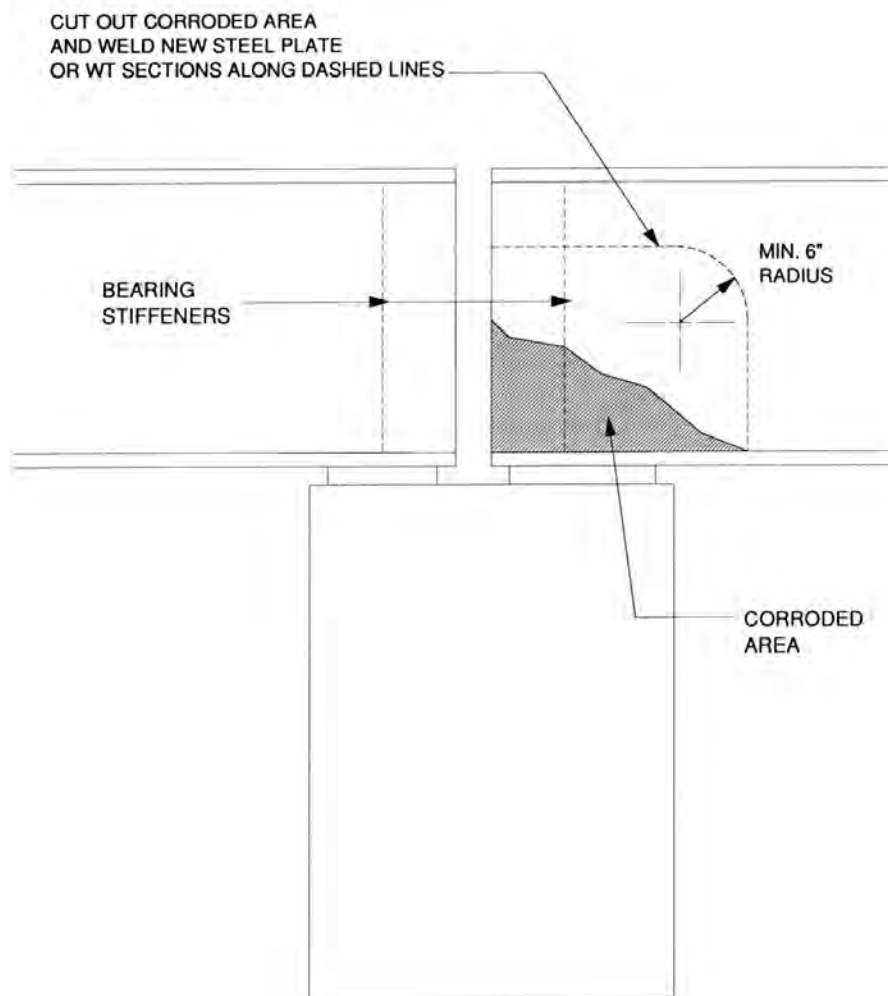 CUT OUT CORRODED AREA
AND WELD NEW STEEL PLATE
OR WT SECTIONS ALONG DASHED LINES
MIN. 6"
RADIUS
BEARING
STIFFENERS
CORRODED
AREA